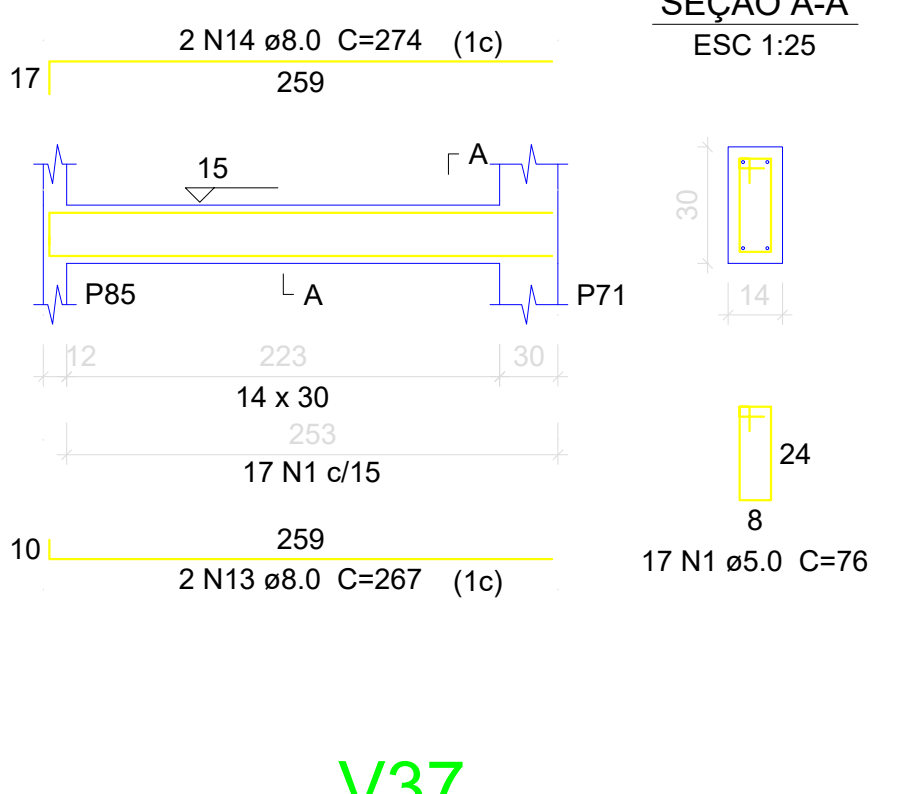 SEÇÃO A-A
ESC 1:25
2 N14 ø8.0 C=274 (1c)
17
259
A
15
P85
A
P71
30
14
12
223
30
14 x 30
253
17 N1 c/15
24
8
17 N1 ø5.0 C=76
10
259
2 N13 ø8.0 C=267 (1c)
V37